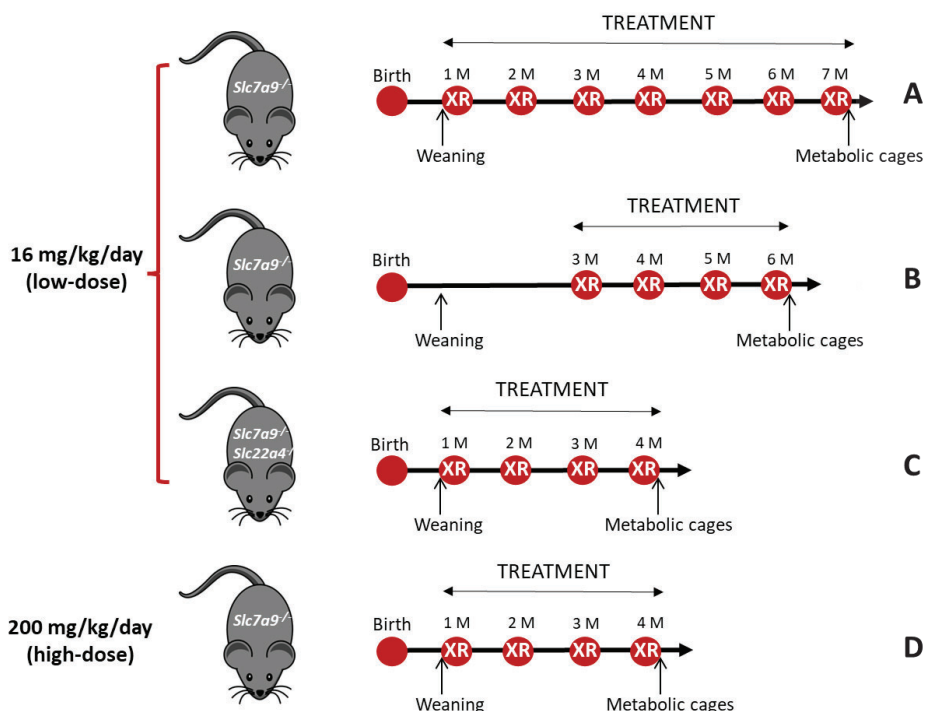 TREATMENT
Birth 1 M 2 M 3 M 4 M 5 M 6 M 7 M
Slc7a9-/-
XR XR XR XR XR XR XR
A
Weaning Metabolic cages
TREATMENT
Birth 3 M 4 M 5 M 6 M
16 mg/kg/day
(low-dose)
Slc7a9-/-
XR XR XR XR
B
Weaning Metabolic cages
TREATMENT
Birth 1 M 2 M 3 M 4 M
Slc7a9-/-
Slc22a4-/
XR XR XR XR
C
Weaning Metabolic cages
TREATMENT
Birth 1 M 2 M 3 M 4 M
200 mg/kg/day
(high-dose)
Slc7a9-/-
XR XR XR XR
D
Weaning Metabolic cages